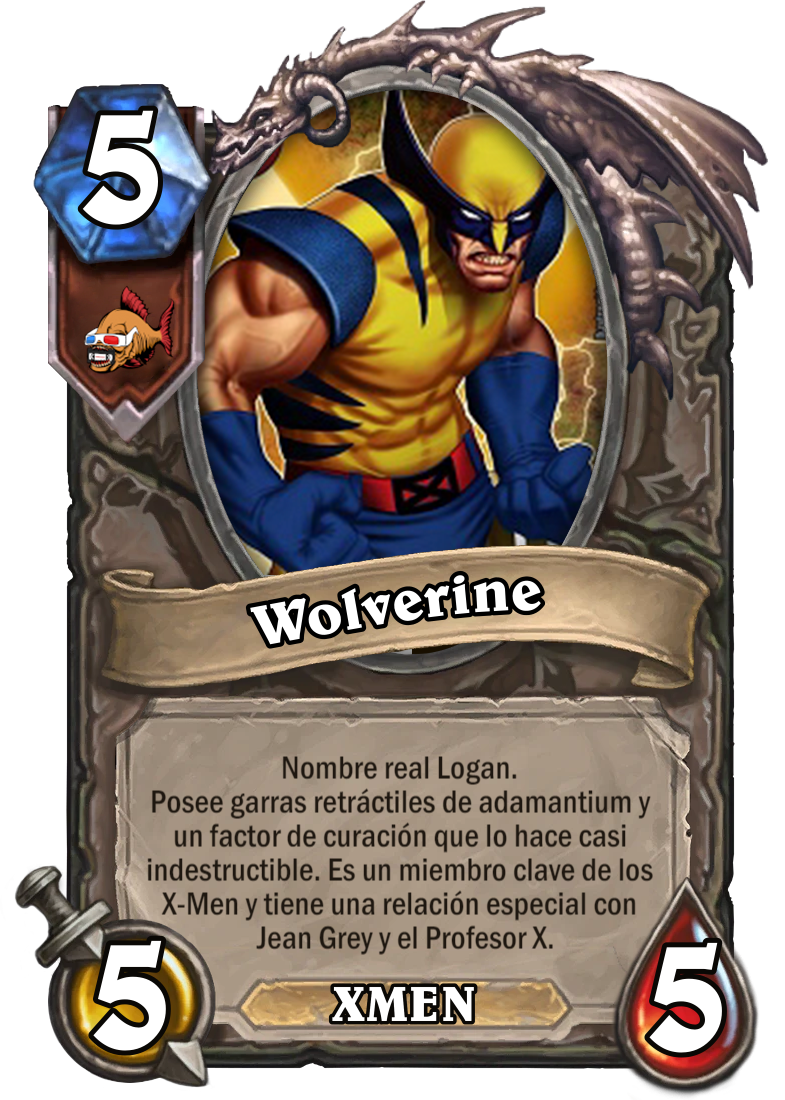 5
Wolverine
Nombre real Logan.
Posee garras retráctiles de adamantium y
un factor de curación que lo hace casi
indestructible. Es un miembro clave de los
X-Men y tiene una relación especial con
Jean Grey y el Profesor X.
5
XMEN
5